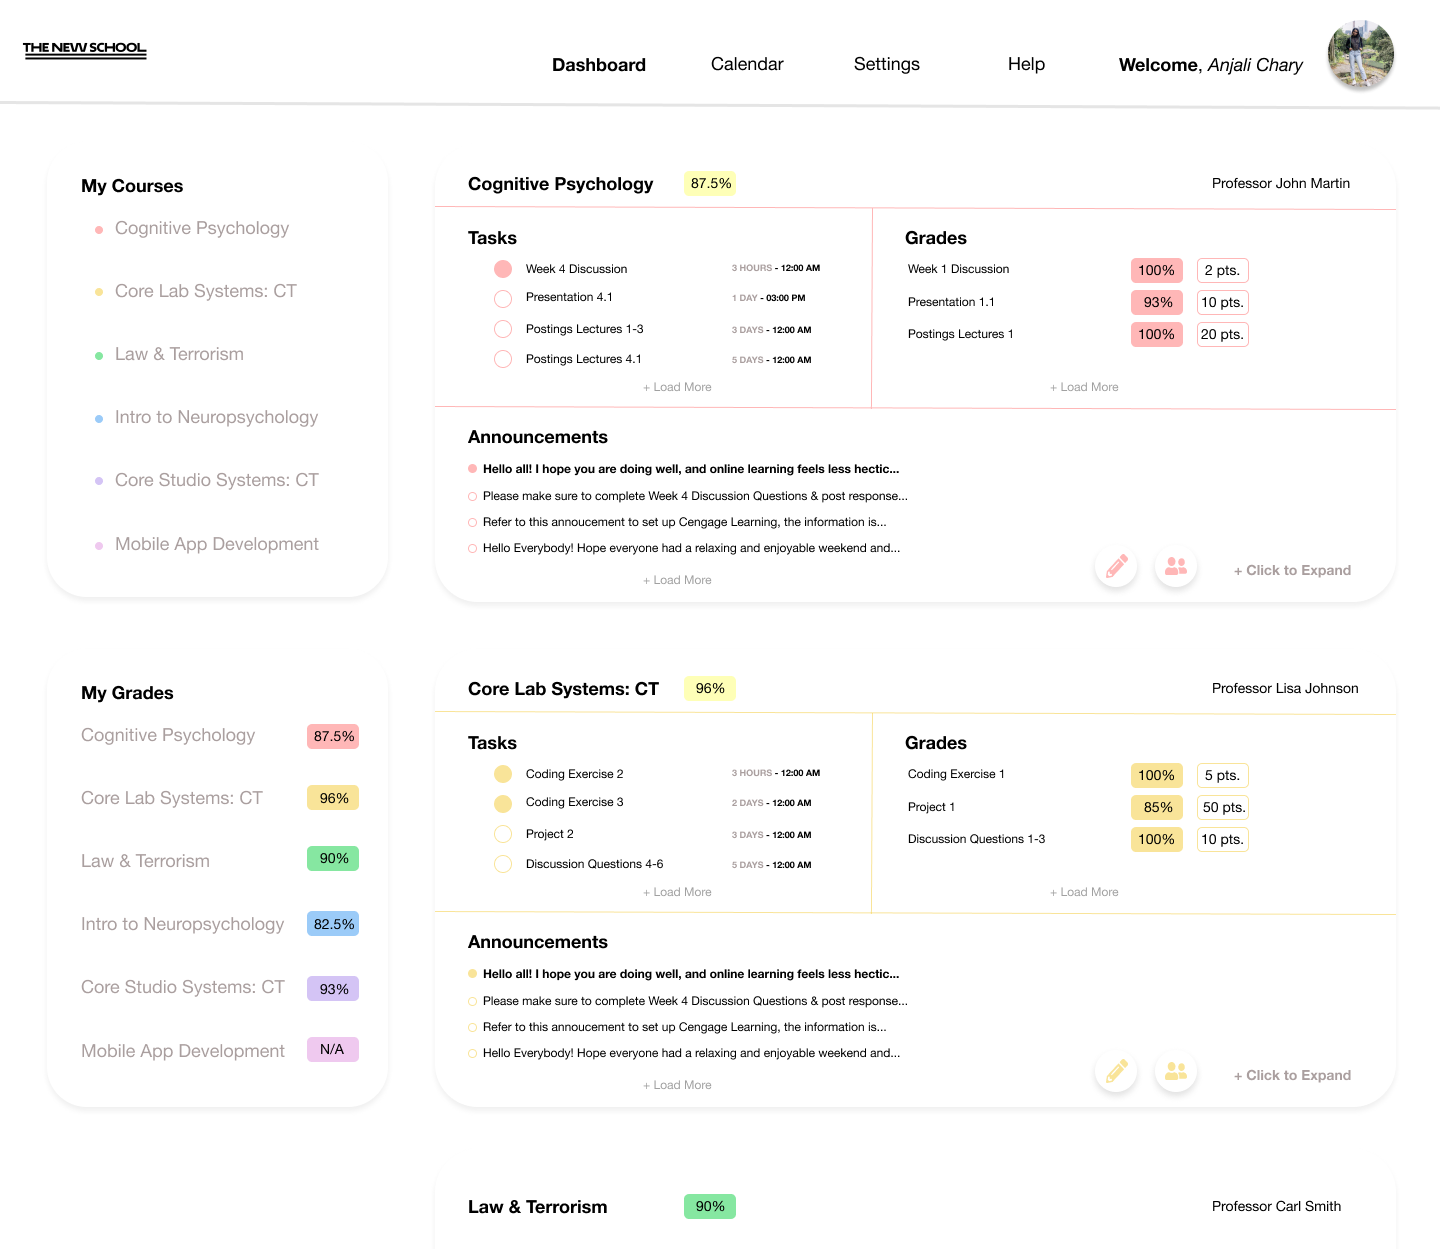 THE NEW SCHOOL
Dashboard
Calendar
Settings
Help
Welcome, Anjali Chary
My Courses
Cognitive Psychology
Core Lab Systems: CT
Law & Terrorism
Intro to Neuropsychology
Core Studio Systems: CT
Mobile App Development
Cognitive Psychology 87.5% Professor John Martin
Tasks
Week 4 Discussion 3 HOURS - 12:00 AM
Presentation 4.1 1 DAY - 03:00 PM
Postings Lectures 1-3 3 DAYS - 12:00 AM
Postings Lectures 4.1 5 DAYS - 12:00 AM
+ Load More
Grades
Week 1 Discussion 100% 2 pts.
Presentation 1.1 93% 10 pts.
Postings Lectures 1 100% 20 pts.
+ Load More
Announcements
Hello all! I hope you are doing well, and online learning feels less hectic...
Please make sure to complete Week 4 Discussion Questions & post response...
Refer to this annoucement to set up Cengage Learning, the information is...
Hello Everybody! Hope everyone had a relaxing and enjoyable weekend and...
+ Load More
+ Click to Expand
My Grades
Cognitive Psychology 87.5%
Core Lab Systems: CT 96%
Law & Terrorism 90%
Intro to Neuropsychology 82.5%
Core Studio Systems: CT 93%
Mobile App Development N/A
Core Lab Systems: CT 96% Professor Lisa Johnson
Tasks
Coding Exercise 2 3 HOURS - 12:00 AM
Coding Exercise 3 2 DAYS - 12:00 AM
Project 2 3 DAYS - 12:00 AM
Discussion Questions 4-6 5 DAYS - 12:00 AM
+ Load More
Grades
Coding Exercise 1 100% 5 pts.
Project 1 85% 50 pts.
Discussion Questions 1-3 100% 10 pts.
+ Load More
Announcements
Hello all! I hope you are doing well, and online learning feels less hectic...
Please make sure to complete Week 4 Discussion Questions & post response...
Refer to this annoucement to set up Cengage Learning, the information is...
Hello Everybody! Hope everyone had a relaxing and enjoyable weekend and...
+ Load More
+ Click to Expand
Law & Terrorism 90% Professor Carl Smith